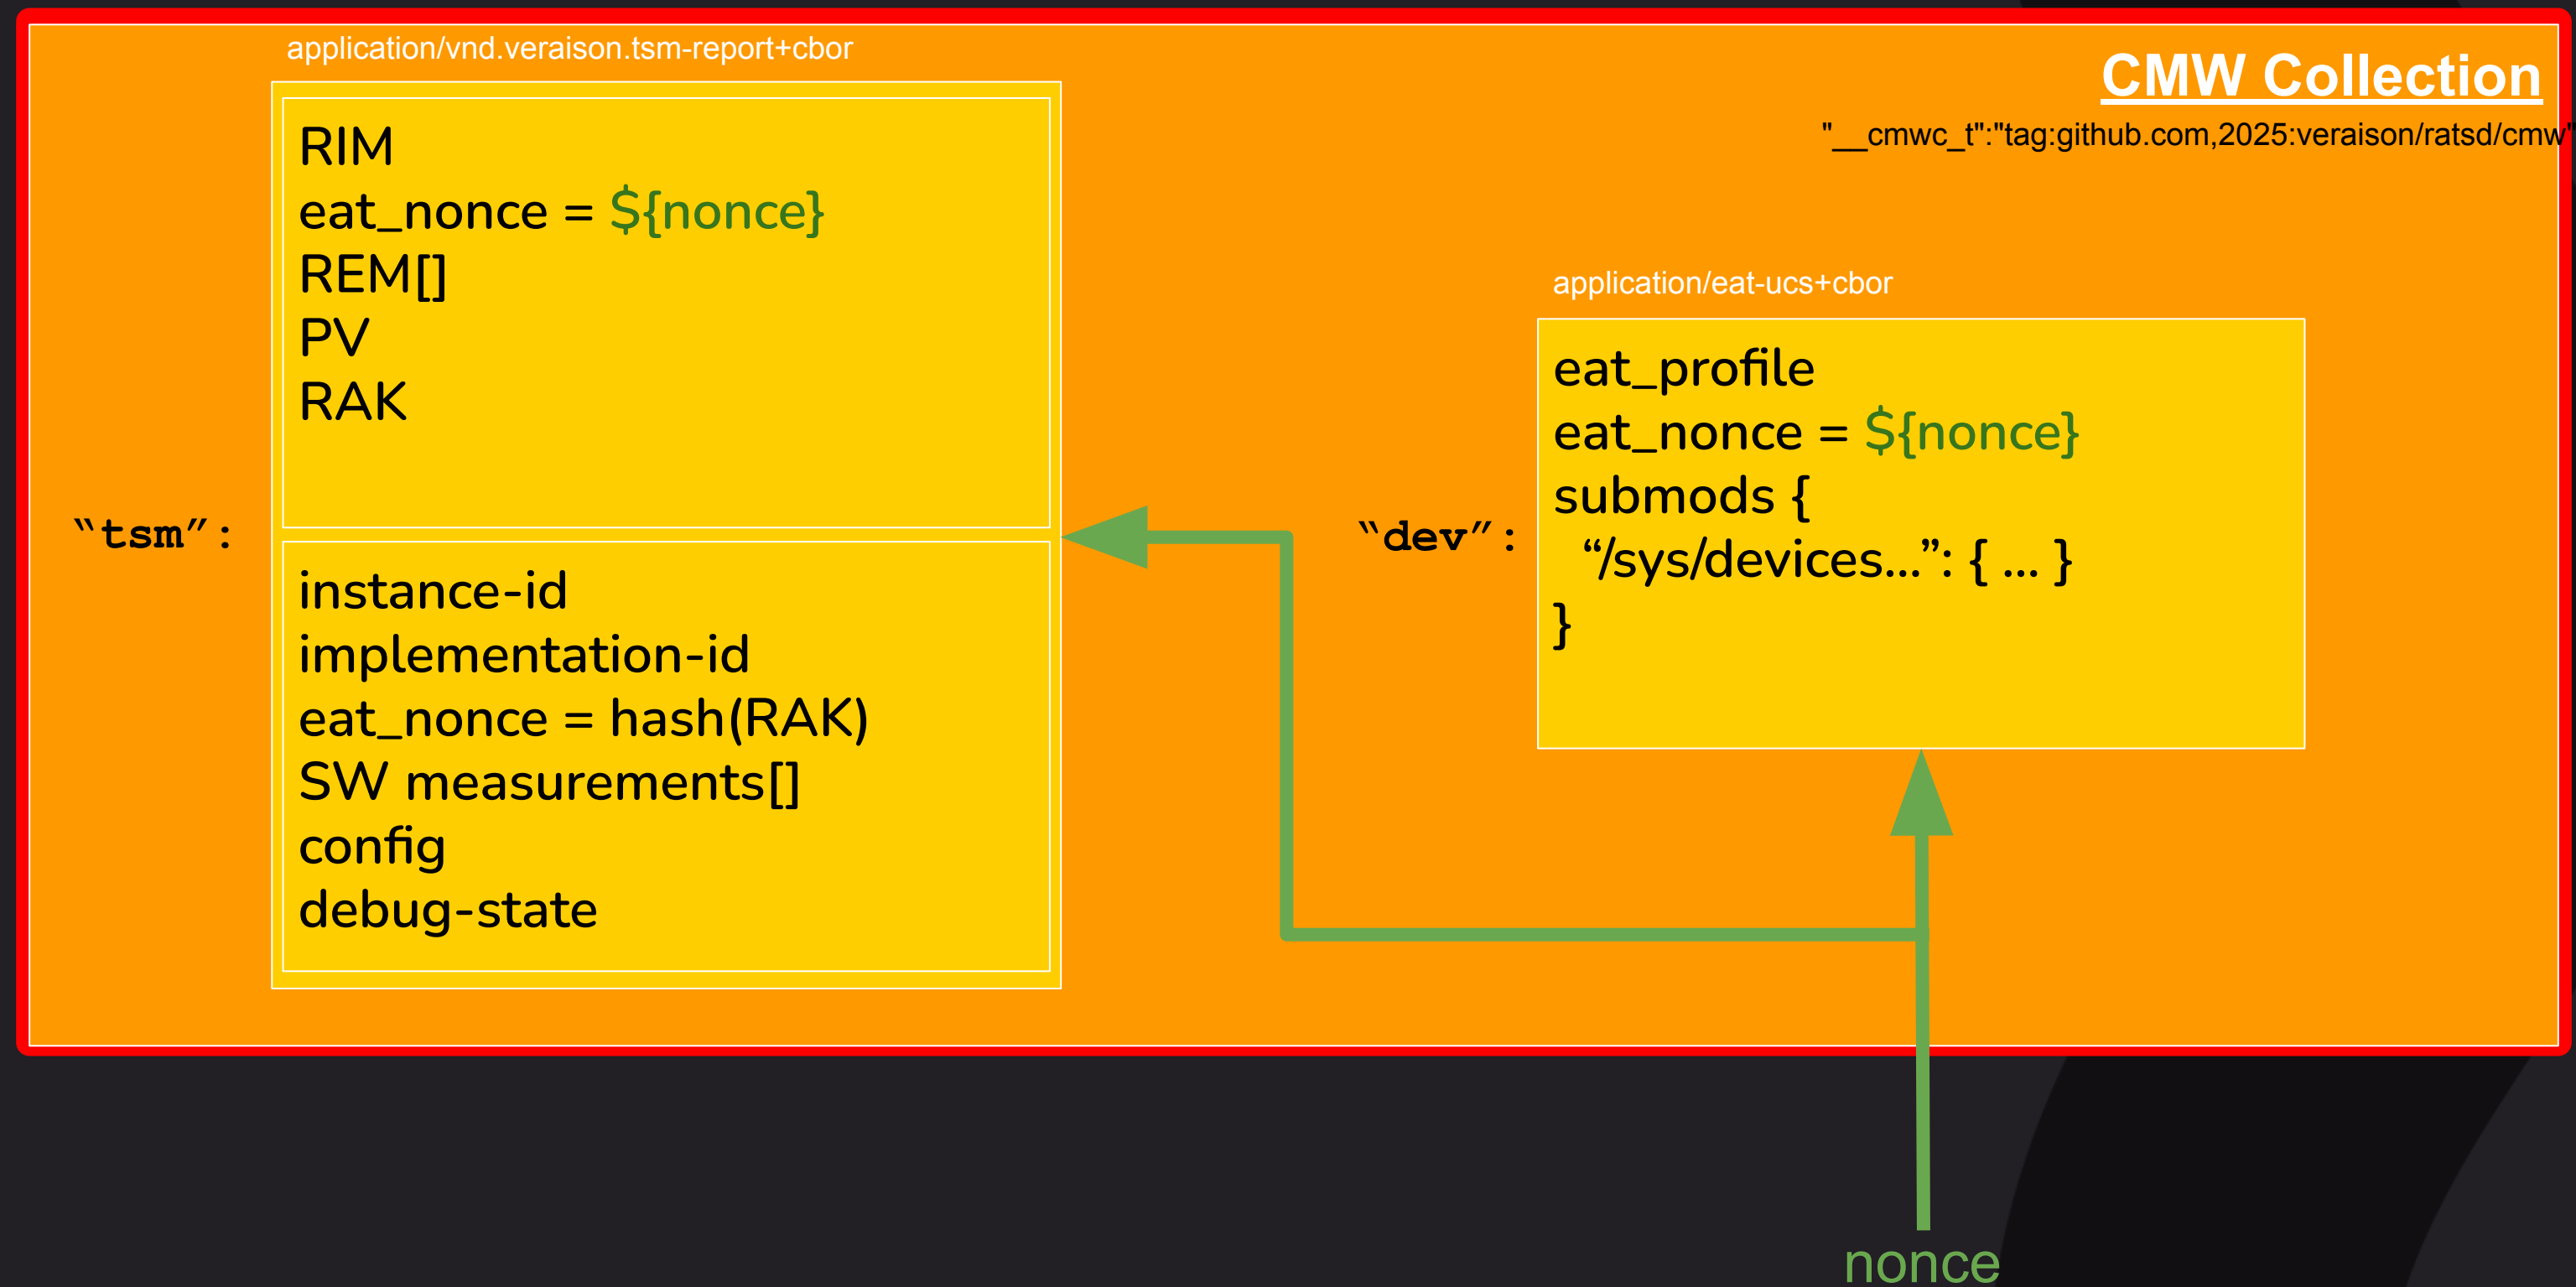 application/vnd.veraison.tsm-report+cbor
CMW Collection
"__cmwc_t":"tag:github.com,2025:veraison/ratsd/cmw"
“tsm”:
RIM
eat_nonce = ${nonce}
REM[]
PV
RAK
instance-id
implementation-id
eat_nonce = hash(RAK)
SW measurements[]
config
debug-state
application/eat-ucs+cbor
“dev”:
eat_profile
eat_nonce = ${nonce}
submods {
“/sys/devices...”: { ... }
}
nonce